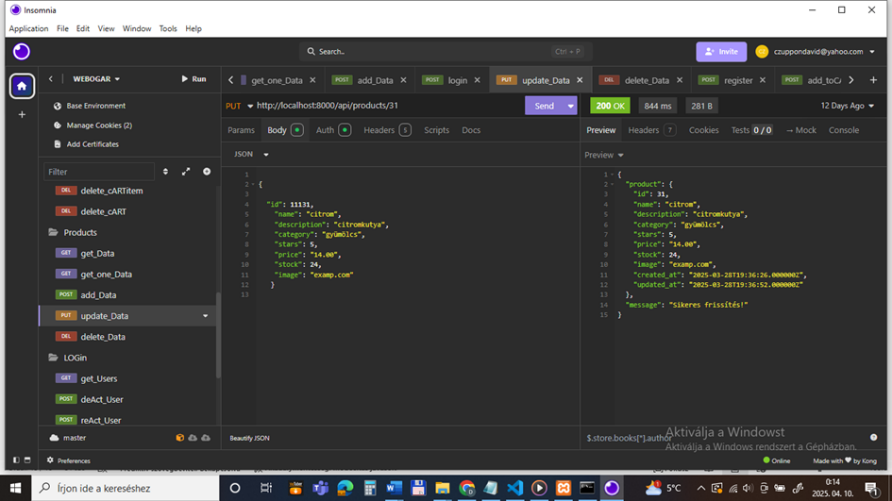 Insomnia
Application File Edit View Window Tools Help
Search.. Ctrl + P
Invite
czuppondavid@yahoo.com
WEBOGAR
Run
get_one_Data
POST add_Data
POST login
PUT update_Data
DEL delete_Data
POST register
POST add_toCA
Base Environment
Manage Cookies (2)
Add Certificates
Filter
DEL delete_cARTitem
DEL delete_cART
Products
GET get_Data
GET get_one_Data
POST add_Data
PUT update_Data
DEL delete_Data
LOGin
GET get_Users
POST deAct_User
POST reAct_User
master
Preferences
PUT http://localhost:8000/api/products/31
Send
Params Body Auth Headers 5 Scripts Docs
JSON
1
2 {
3
4 "id": 11131,
5 "name": "citrom",
6 "description": "citromkutya",
7 "category": "gyümölcs",
8 "stars": 5,
9 "price": "14.00",
10 "stock": 24,
11 "image": "examp.com"
12 }
13
Beautify JSON
200 OK 844 ms 281 B 12 Days Ago
Preview Headers 7 Cookies Tests 0 / 0 → Mock Console
Preview
1 {
2 "product": {
3 "id": 31,
4 "name": "citrom",
5 "description": "citromkutya",
6 "category": "gyümölcs",
7 "stars": 5,
8 "price": "14.00",
9 "stock": 24,
10 "image": "examp.com",
11 "created_at": "2025-03-28T19:36:26.000000Z",
12 "updated_at": "2025-03-28T19:36:52.000000Z"
13 },
14 "message": "Sikeres frissítés!"
15 }
$.store.books[*].author
Aktiválja a Windowst
Aktiválja a Windows rendszert a Gépházban.
Online
Made with ♥ by Kong
Írjon ide a kereséshez
5°C
0:14
2025. 04. 10.